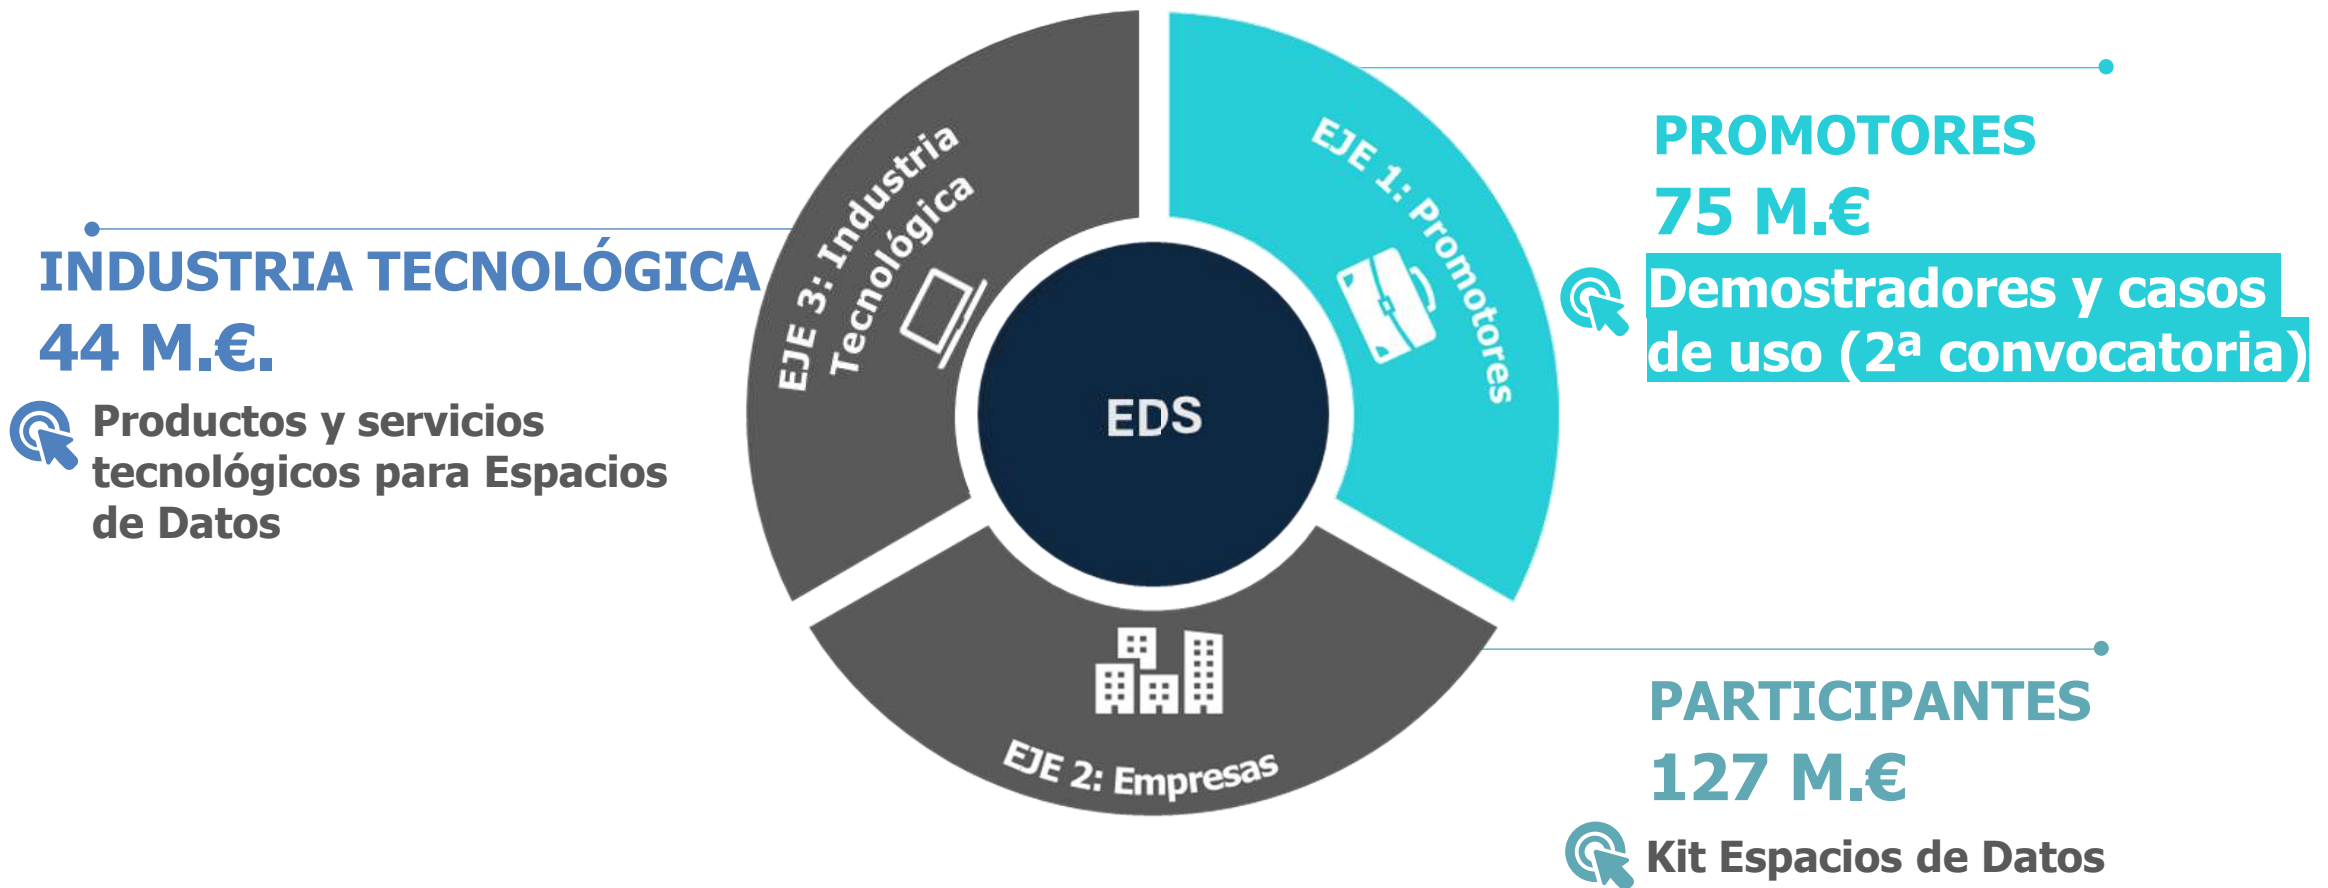 INDUSTRIA TECNOLÓGICA
44 M.€.
Productos y servicios
tecnológicos para Espacios
de Datos
EJE 3: Industria
Tecnológica
EDS
EJE 1: Promotores
EJE 2: Empresas
PROMOTORES
75 M.€
Demostradores y casos
de uso (2ª convocatoria)
PARTICIPANTES
127 M.€
Kit Espacios de Datos